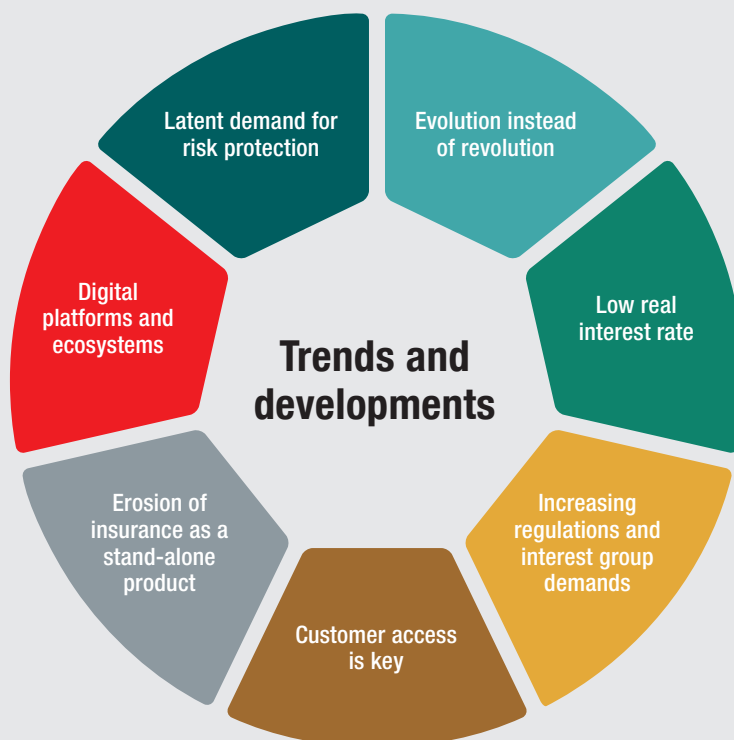 Latent demand for
risk protection
Evolution instead
of revolution
Digital
platforms and
ecosystems
Low real
interest rate
Trends and
developments
Erosion of
insurance as a
stand-alone
product
Increasing
regulations and
interest group
demands
Customer access
is key